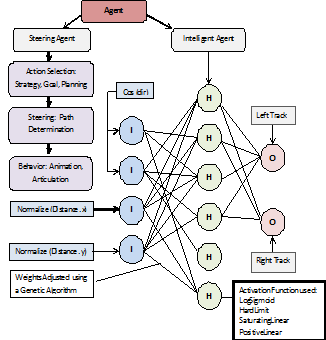 Agent
Steering Agent
Intelligent Agent
Action Selection:
Strategy, Goal, Planning
Steering: Path
Determination
Behavior: Animation,
Articulation
Cos (dir)
Normalize (Distance.x)
Normalize (Distance.y)
Weights Adjusted using
a Genetic Algorithm
I
I
I
I
H
H
H
H
H
H
Left Track
O
O
Right Track
Activation Function used:
LogSigmoid
HardLimit
SaturatingLinear
PositiveLinear